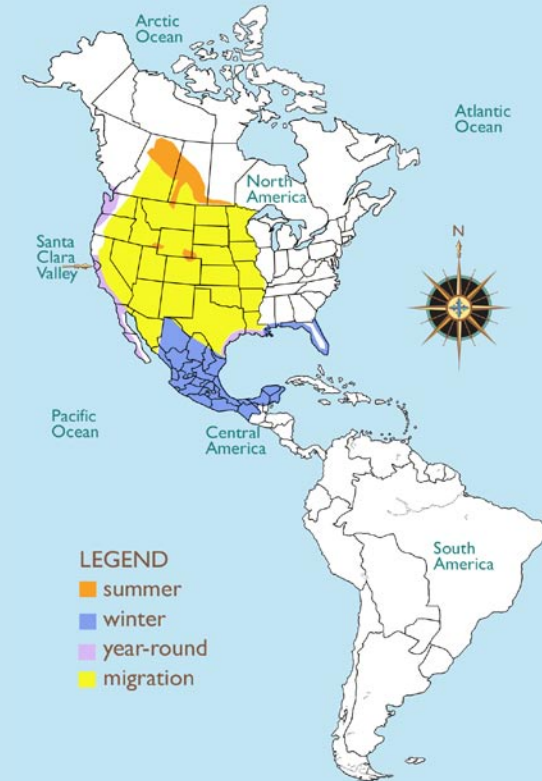 Arctic
Ocean
Atlantic
Ocean
North
America
Santa
Clara
Valley
N
Pacific
Ocean
Central
America
South
America
LEGEND
summer
winter
year-round
migration